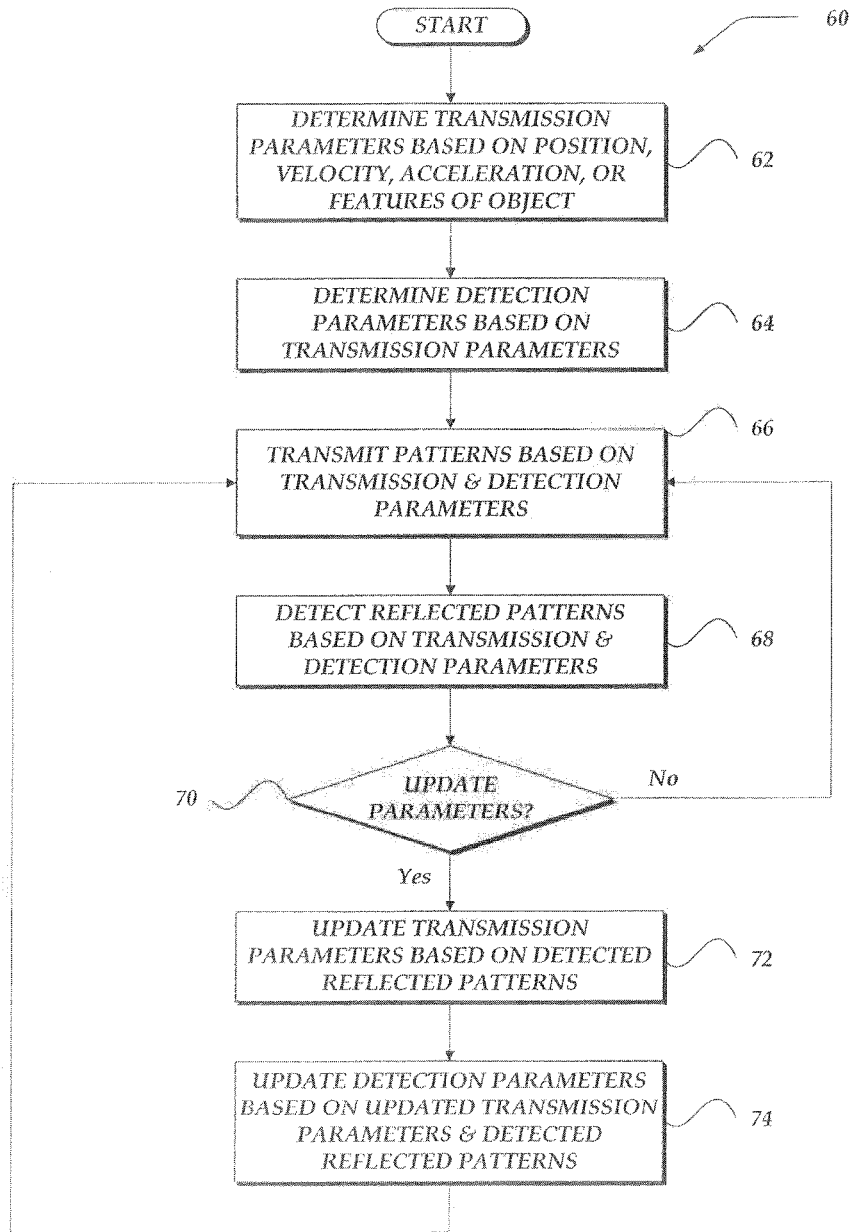 START
60
DETERMINE TRANSMISSION
PARAMETERS BASED ON POSITION,
VELOCITY, ACCELERATION, OR
FEATURES OF OBJECT
62
DETERMINE DETECTION
PARAMETERS BASED ON
TRANSMISSION PARAMETERS
64
66
TRANSMIT PATTERNS BASED ON
TRANSMISSION & DETECTION
PARAMETERS
DETECT REFLECTED PATTERNS
BASED ON TRANSMISSION &
DETECTION PARAMETERS
68
UPDATE
PARAMETERS?
70
No
Yes
UPDATE TRANSMISSION
PARAMETERS BASED ON DETECTED
REFLECTED PATTERNS
72
UPDATE DETECTION PARAMETERS
BASED ON UPDATED TRANSMISSION
PARAMETERS & DETECTED
REFLECTED PATTERNS
74